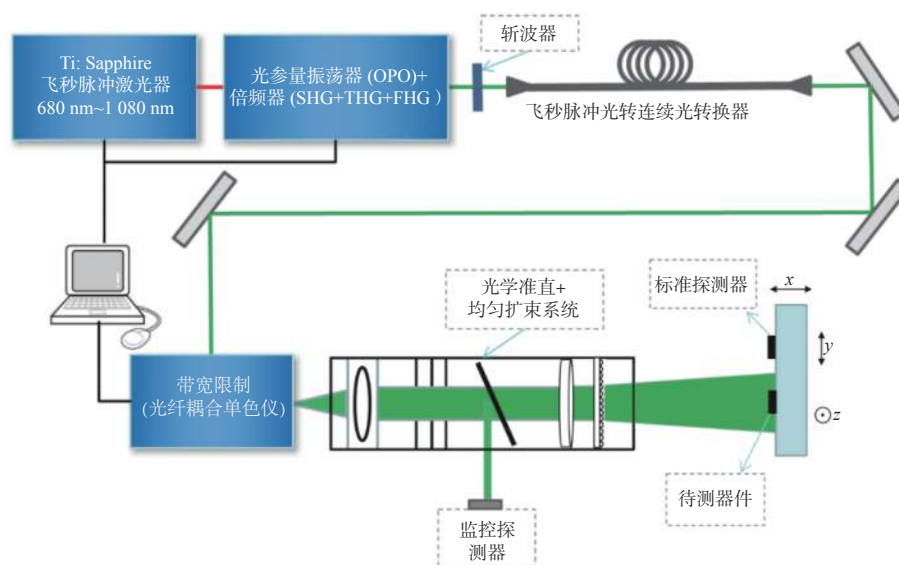 Ti: Sapphire
飞秒脉冲激光器
680 nm~1 080 nm
光参量振荡器 (OPO)+
倍频器 (SHG+THG+FHG )
斩波器
飞秒脉冲光转连续光转换器
光学准直+
均匀扩束系统
标准探测器
x
y
z
带宽限制
(光纤耦合单色仪)
待测器件
监控探
测器